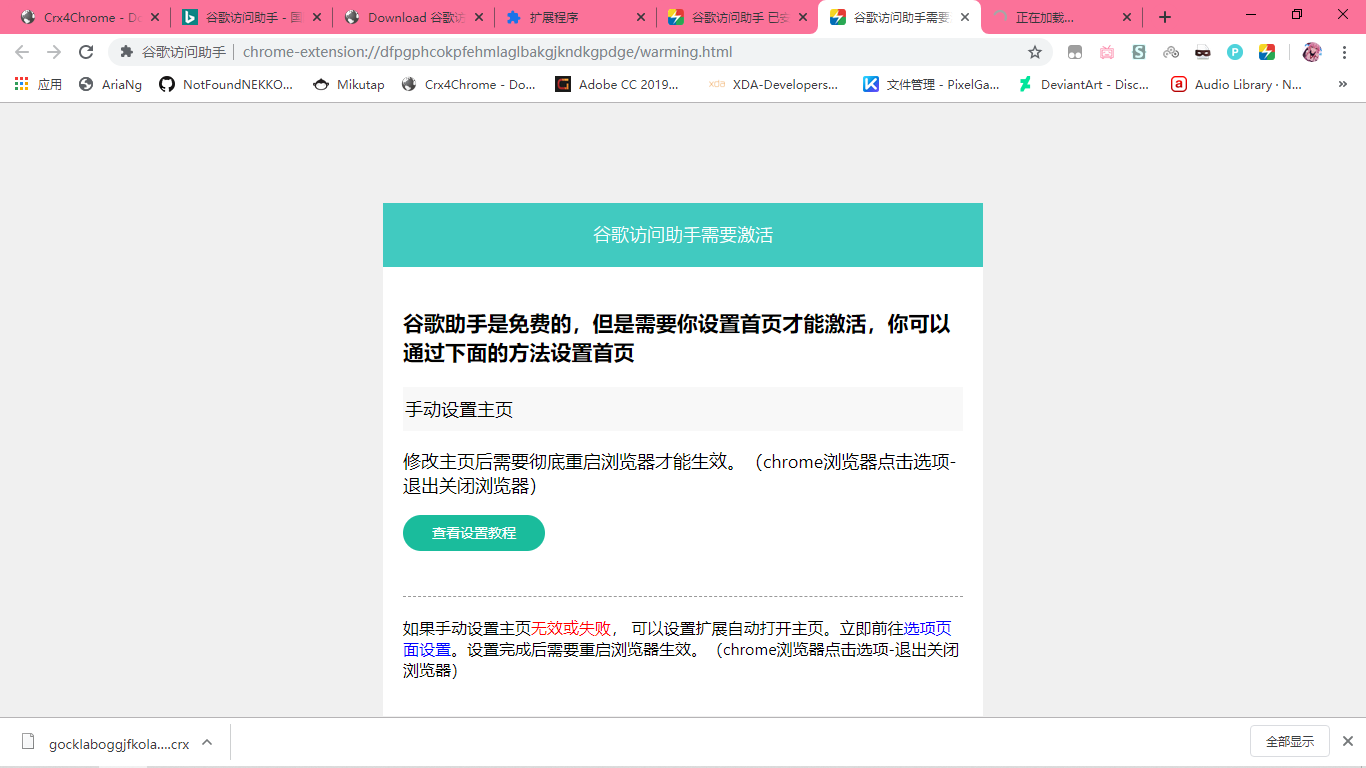 Crx4Chrome - Do
谷歌访问助手 - 国
Download 谷歌访
扩展程序
谷歌访问助手 已安
谷歌访问助手需要
正在加载...
谷歌访问助手
chrome-extension://dfpgphcokpfehmlaglbakgjkndkgpdge/warming.html
应用
AriaNg
NotFoundNEKKO...
Mikutap
Crx4Chrome - Do...
Adobe CC 2019...
XDA-Developers...
文件管理 - PixelGa...
DeviantArt - Disc...
Audio Library · N...
谷歌访问助手需要激活
谷歌助手是免费的，但是需要你设置首页才能激活，你可以
通过下面的方法设置首页
手动设置主页
修改主页后需要彻底重启浏览器才能生效。（chrome浏览器点击选项-
退出关闭浏览器）
查看设置教程
如果手动设置主页无效或失败， 可以设置扩展自动打开主页。立即前往选项页
面设置。设置完成后需要重启浏览器生效。（chrome浏览器点击选项-退出关闭
浏览器）
gocklaboggjfkola....crx
全部显示